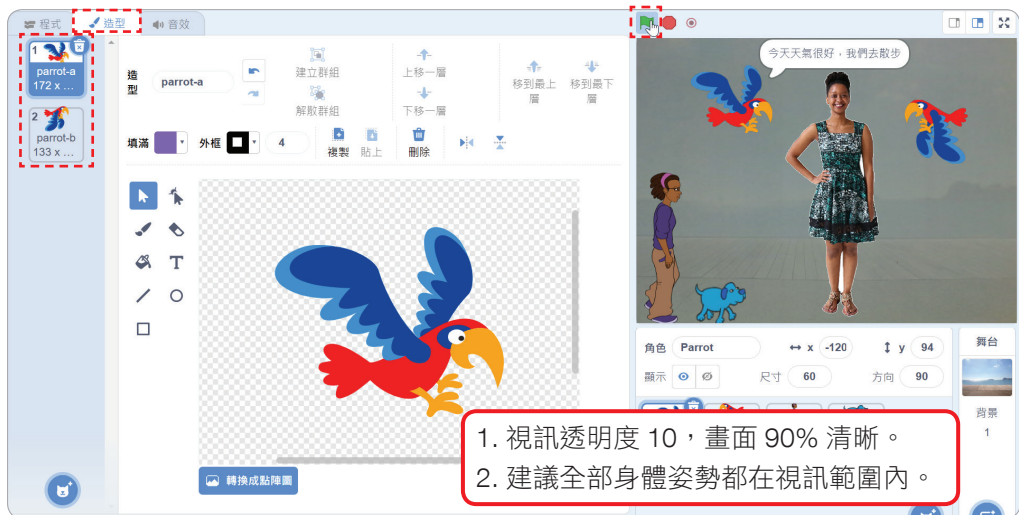 程式 造型 音效
1
parrot-a
172 x ...
2
parrot-b
133 x ...
造型 parrot-a
建立群組 上移一層 移到最上層 移到最下層
解散群組 下移一層
填滿 外框 4 複製 貼上 刪除
T
轉換成點陣圖
今天天氣很好，我們去散步
角色 Parrot x -120 y 94
顯示 尺寸 60 方向 90
舞台
背景
1
1. 視訊透明度 10，畫面 90% 清晰。
2. 建議全部身體姿勢都在視訊範圍內。